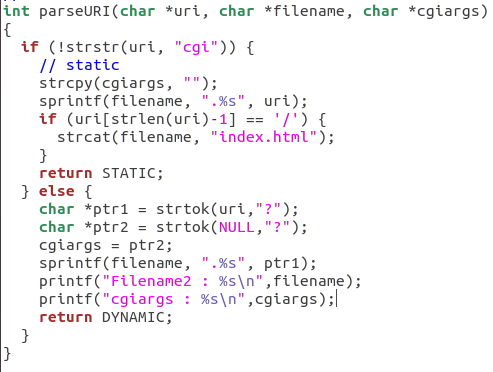 int parseURI(char *uri, char *filename, char *cgiargs)
{
  if (!strstr(uri, "cgi")) {
    // static
    strcpy(cgiargs, "");
    sprintf(filename, ".%s", uri);
    if (uri[strlen(uri)-1] == '/') {
      strcat(filename, "index.html");
    }
    return STATIC;
  } else {
    char *ptr1 = strtok(uri,"?");
    char *ptr2 = strtok(NULL,"?");
    cgiargs = ptr2;
    sprintf(filename, ".%s", ptr1);
    printf("Filename2 : %s\n",filename);
    printf("cgiargs : %s\n",cgiargs);
    return DYNAMIC;
  }
}